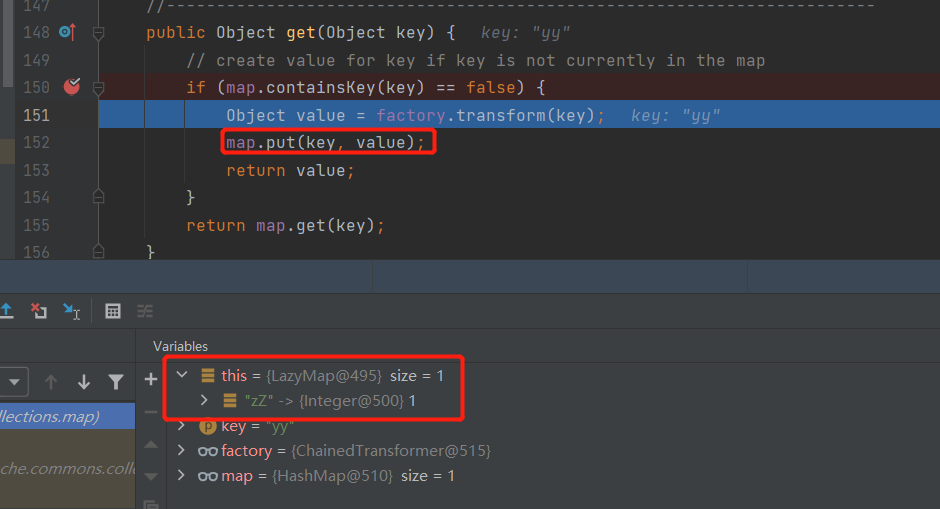 147 //-----------------------------------------------------------------------
148 public Object get(Object key) { key: "yy"
149 // create value for key if key is not currently in the map
150 if (map.containsKey(key) == false) {
151 Object value = factory.transform(key); key: "yy"
152 map.put(key, value);
153 return value;
154 }
155 return map.get(key);
156 }
Variables
this = {LazyMap@495} size = 1
"zZ" -> {Integer@500} 1
llections.map)
key = "yy"
factory = {ChainedTransformer@515}
che.commons.colle
map = {HashMap@510} size = 1